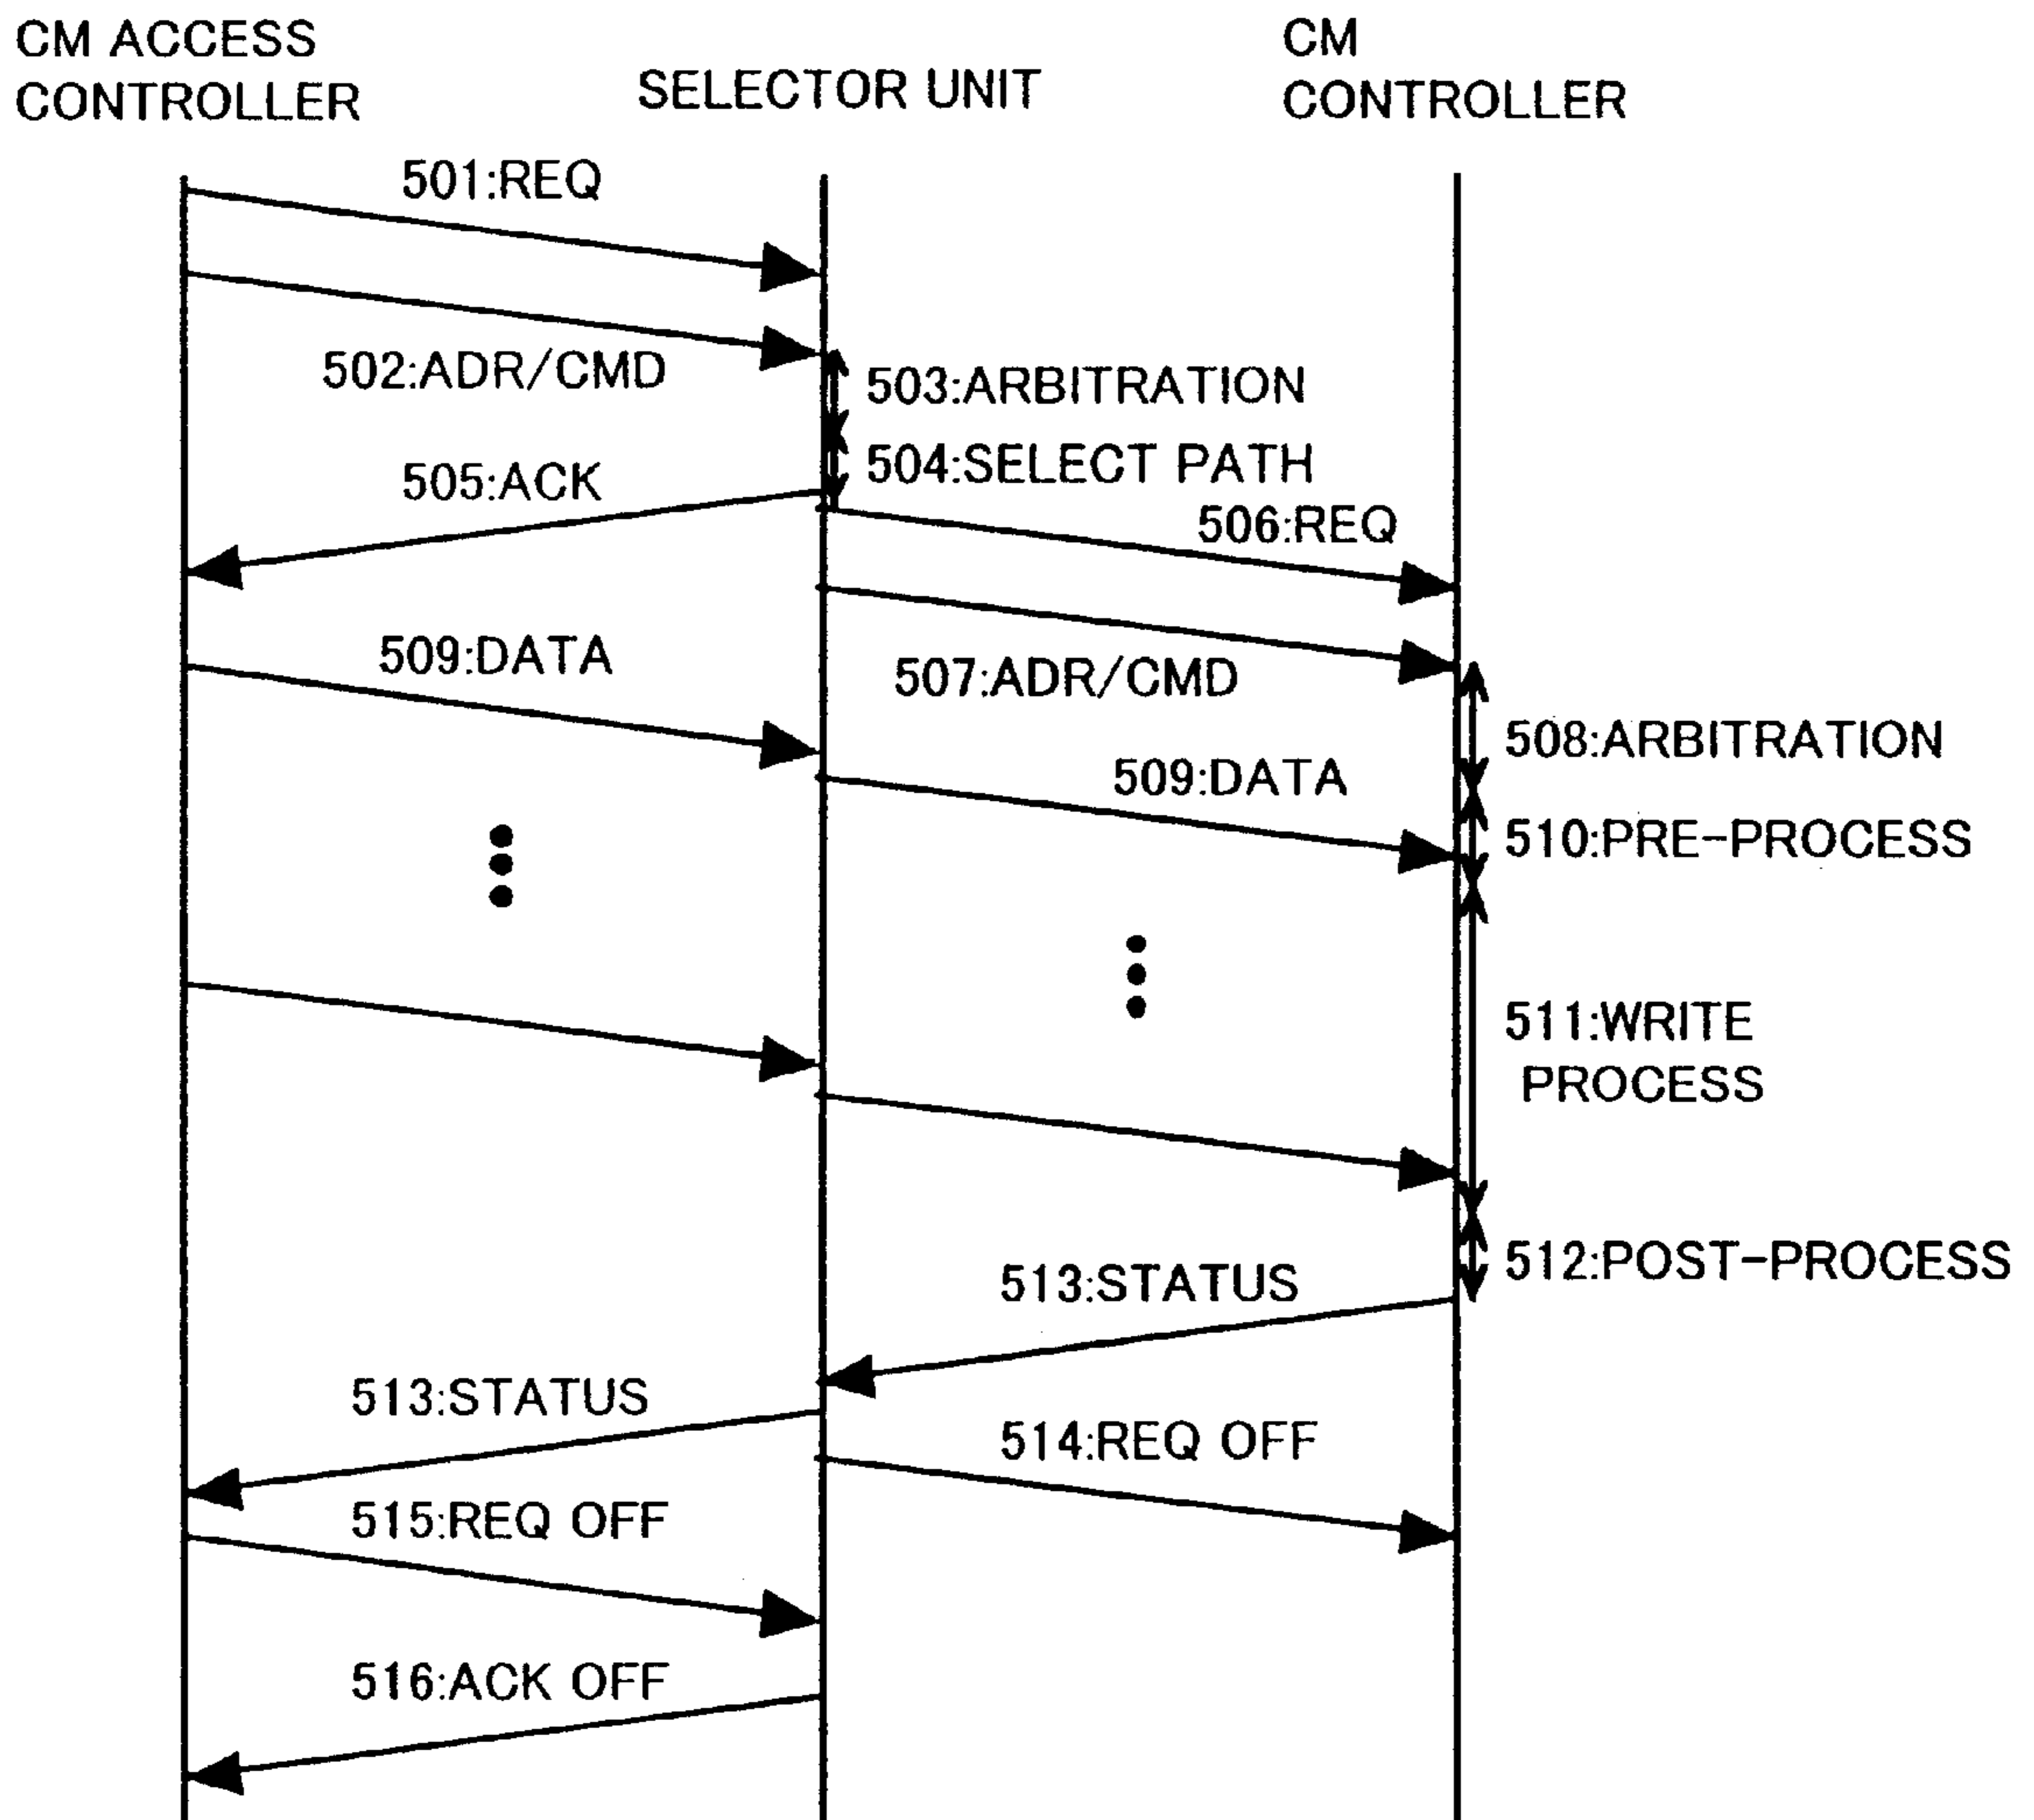 CM ACCESS
CONTROLLER
SELECTOR UNIT
CM
CONTROLLER
501:REQ
502:ADR/CMD
503:ARBITRATION
504:SELECT PATH
505:ACK
506:REQ
509:DATA
507:ADR/CMD
508:ARBITRATION
509:DATA
510:PRE-PROCESS
511:WRITE
PROCESS
512:POST-PROCESS
513:STATUS
513:STATUS
514:REQ OFF
515:REQ OFF
516:ACK OFF